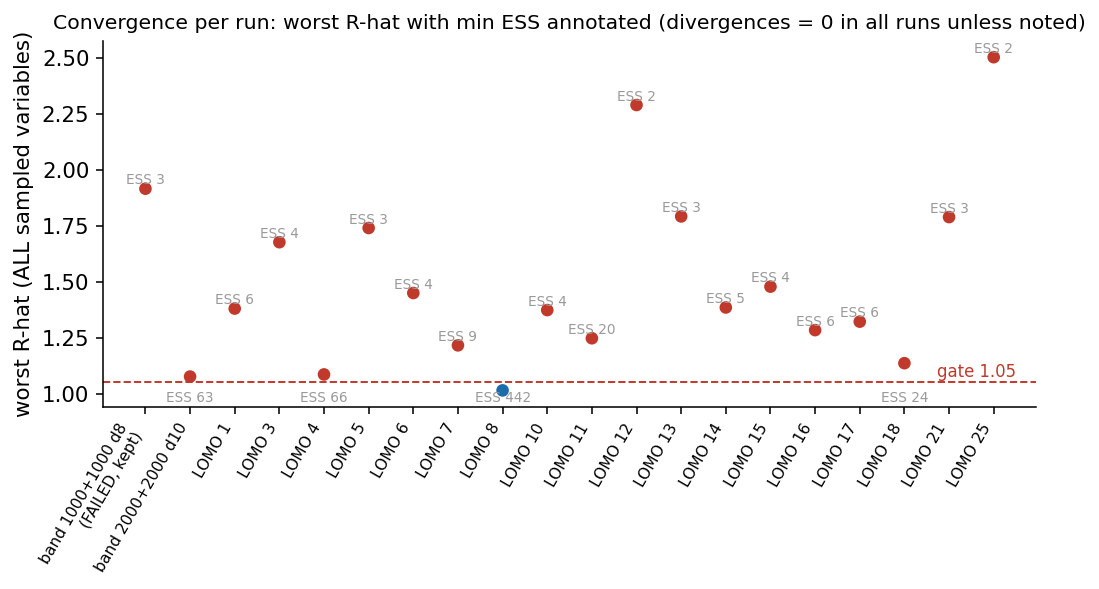 Convergence per run: worst R-hat with min ESS annotated (divergences = 0 in all runs unless noted)
worst R-hat (ALL sampled variables)
2.50
2.25
2.00
1.75
1.50
1.25
1.00
ESS 3
ESS 63
ESS 6
ESS 4
ESS 66
ESS 3
ESS 4
ESS 9
ESS 442
ESS 4
ESS 20
ESS 2
ESS 3
ESS 5
ESS 4
ESS 6
ESS 6
ESS 24
ESS 3
ESS 2
gate 1.05
band 1000+1000 d8
(FAILED, kept)
band 2000+2000 d10
LOMO 1
LOMO 3
LOMO 4
LOMO 5
LOMO 6
LOMO 7
LOMO 8
LOMO 10
LOMO 11
LOMO 12
LOMO 13
LOMO 14
LOMO 15
LOMO 16
LOMO 17
LOMO 18
LOMO 21
LOMO 25